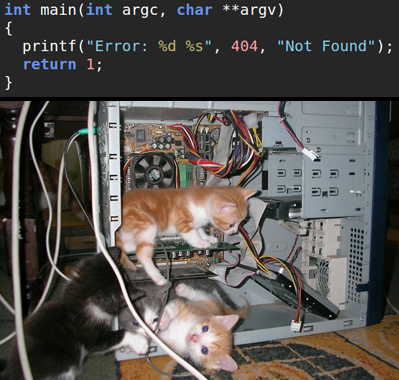 int main(int argc, char **argv)
{
  printf("Error: %d %s", 404, "Not Found");
  return 1;
}